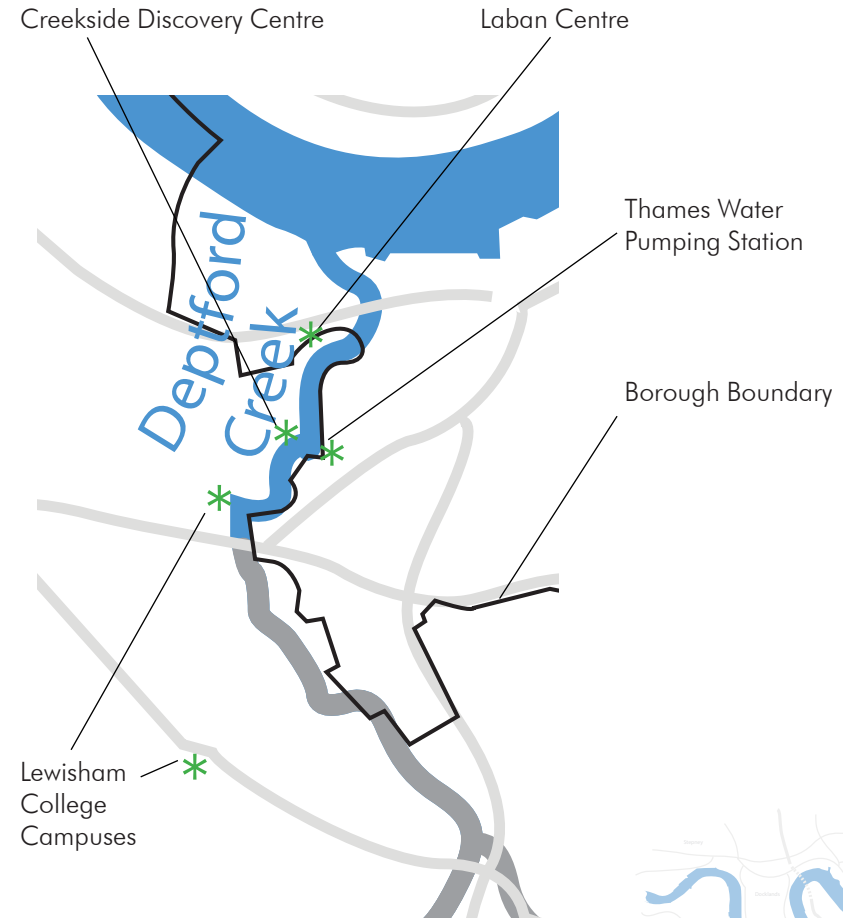 Creekside Discovery Centre
Laban Centre
Thames Water
Pumping Station
Deptford
Creek
Borough Boundary
Lewisham
College
Campuses